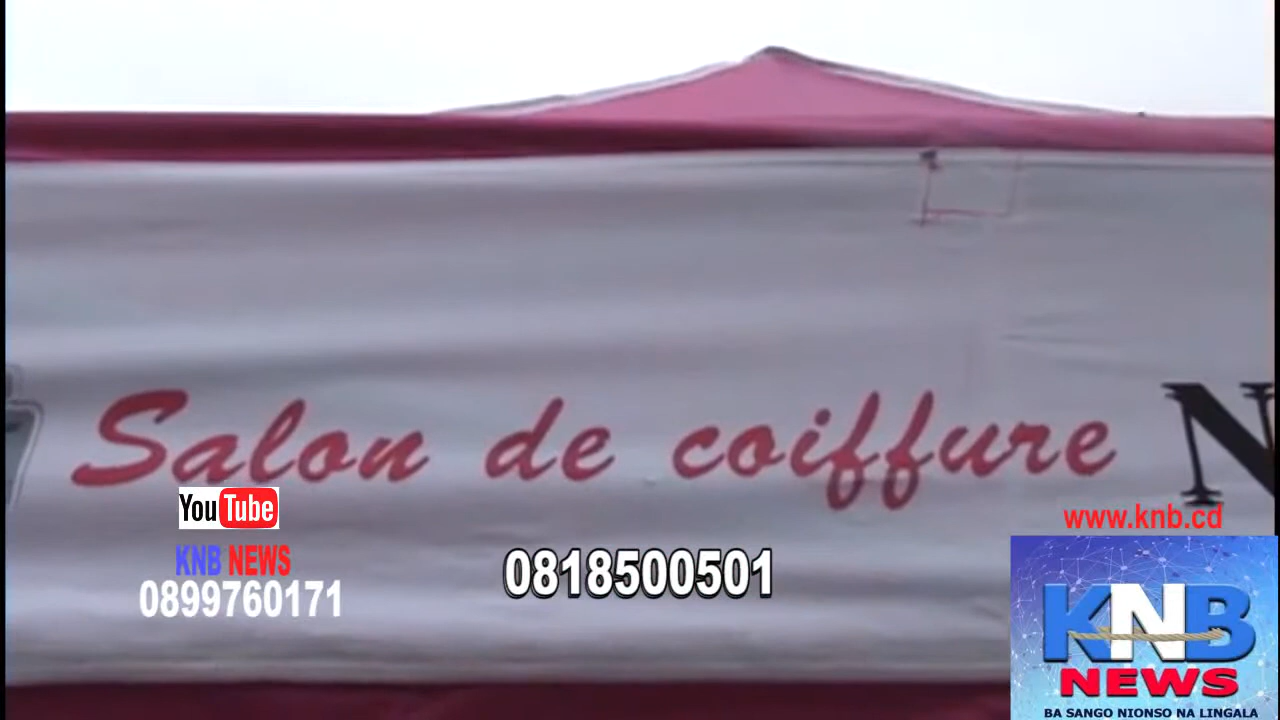 Salon de coiffure N
YouTube
KNB NEWS
0899760171
0818500501
www.knb.cd
KNB
NEWS
BA SANGO NIONSO NA LINGALA